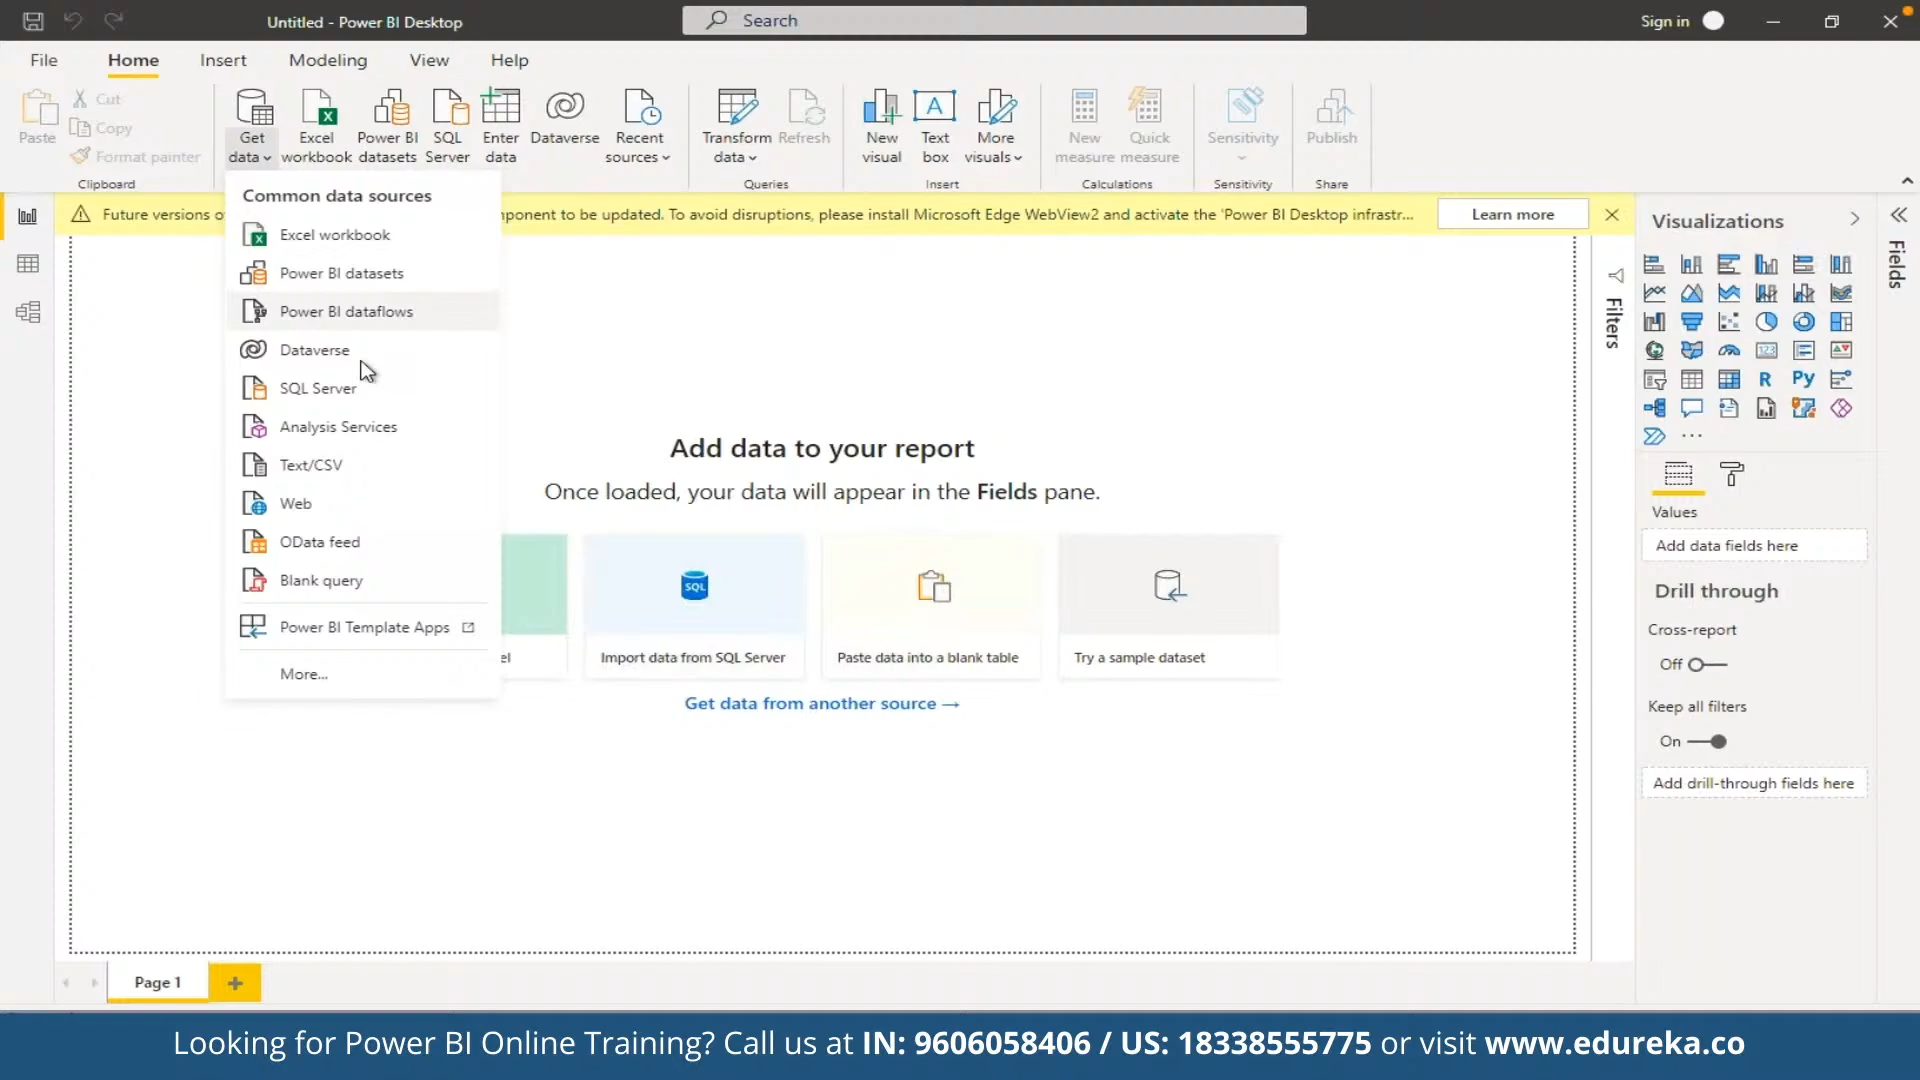 Untitled - Power BI Desktop
Search
Sign in
File
Home
Insert
Modeling
View
Help
Paste
Cut
Copy
Format painter
Clipboard
Get data
Excel workbook
Power BI datasets
SQL Server
Enter data
Dataverse
Recent sources
Transform data
Refresh
Queries
New visual
Text box
More visuals
Insert
New measure
Quick measure
Calculations
Sensitivity
Sensitivity
Publish
Share
Future versions o
nponent to be updated. To avoid disruptions, please install Microsoft Edge WebView2 and activate the 'Power BI Desktop infrastr...
Learn more
Common data sources
Excel workbook
Power BI datasets
Power BI dataflows
Dataverse
SQL Server
Analysis Services
Text/CSV
Web
OData feed
Blank query
Power BI Template Apps
More...
Add data to your report
Once loaded, your data will appear in the Fields pane.
el
SQL
Import data from SQL Server
Paste data into a blank table
Try a sample dataset
Get data from another source →
Filters
Visualizations
123
R
Py
...
Values
Add data fields here
Drill through
Cross-report
Off
Keep all filters
On
Add drill-through fields here
Fields
Page 1
Looking for Power BI Online Training? Call us at IN: 9606058406 / US: 18338555775 or visit www.edureka.co